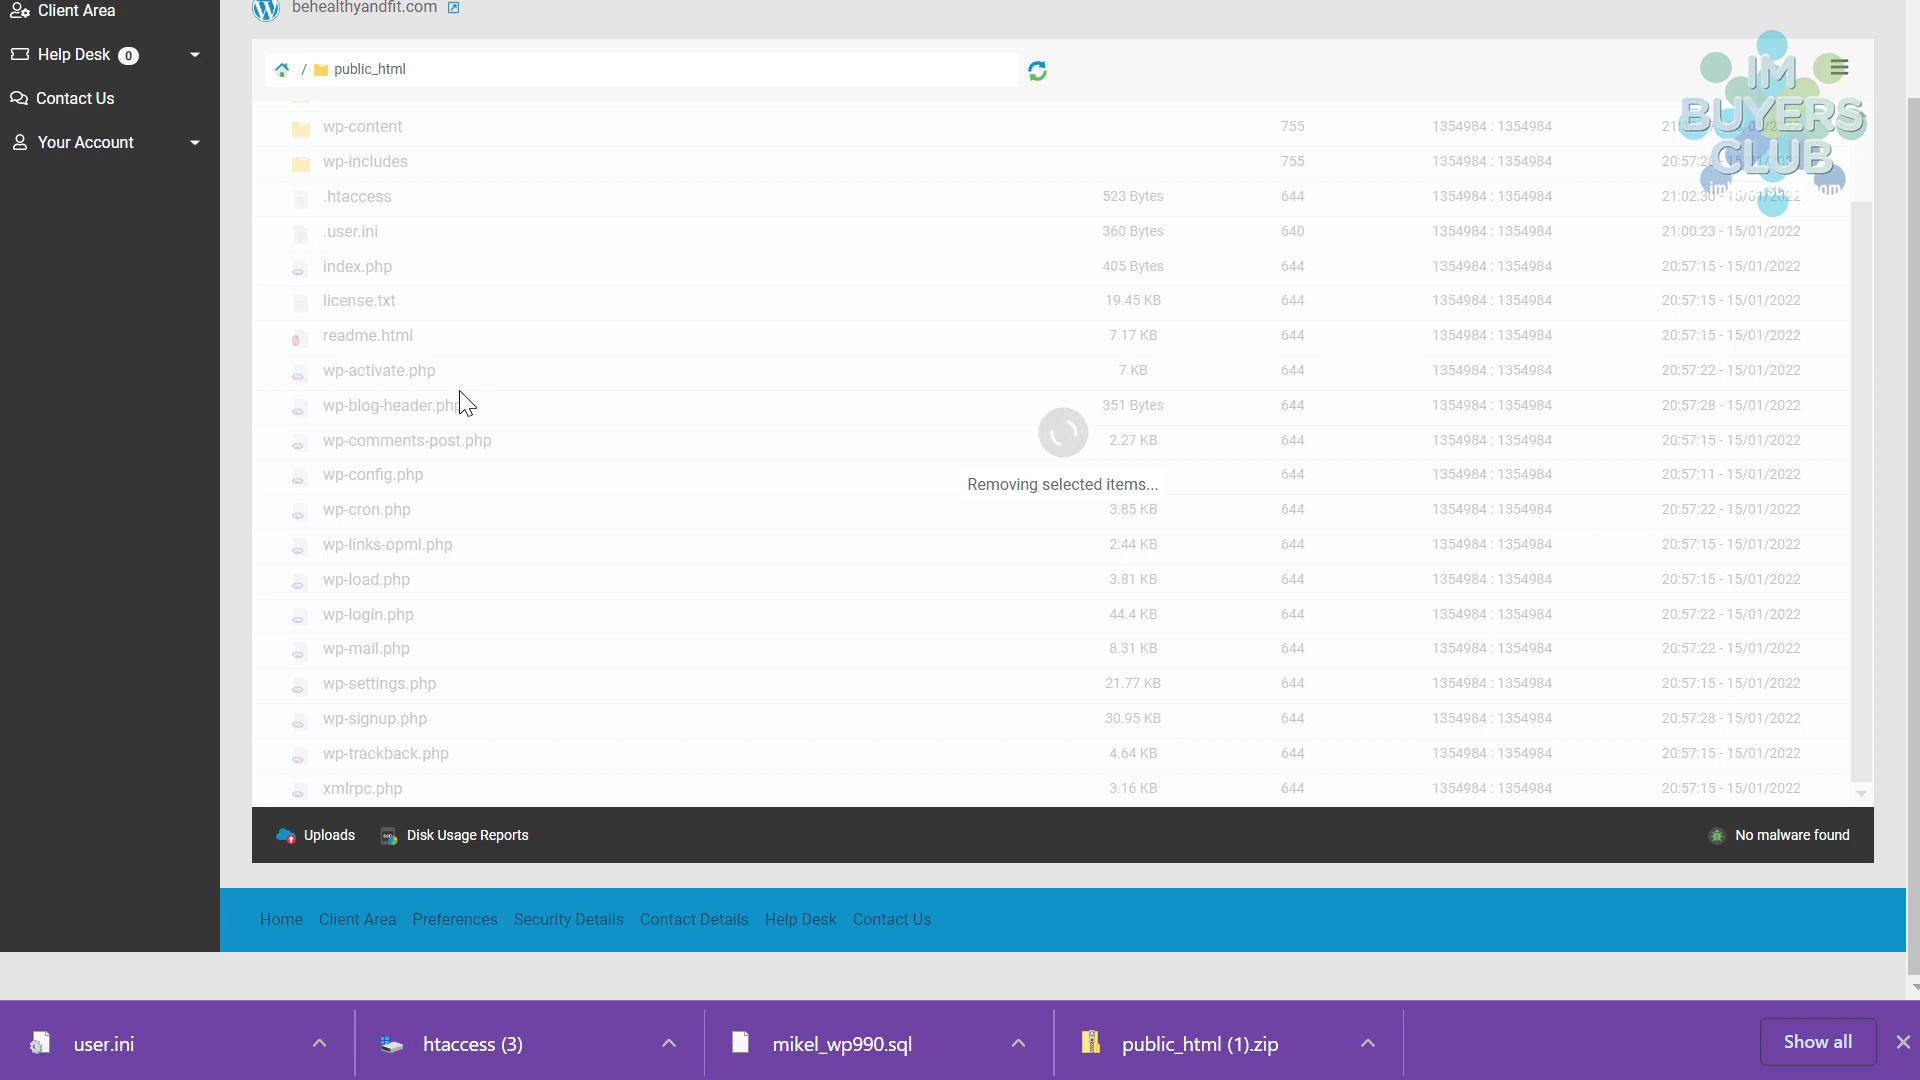 Client Area
behealthyandfit.com
Help Desk 0
/ public_html
Contact Us
Your Account
IM
BUYERS
CLUB
wp-content 755 1354984 : 1354984
wp-includes 755 1354984 : 1354984
.htaccess 523 Bytes 644 1354984 : 1354984 21:02:30 - 15/01/2022
.user.ini 360 Bytes 640 1354984 : 1354984 21:00:23 - 15/01/2022
index.php 405 Bytes 644 1354984 : 1354984 20:57:15 - 15/01/2022
license.txt 19.45 KB 644 1354984 : 1354984 20:57:15 - 15/01/2022
readme.html 7.17 KB 644 1354984 : 1354984 20:57:15 - 15/01/2022
wp-activate.php 7 KB 644 1354984 : 1354984 20:57:22 - 15/01/2022
wp-blog-header.php 351 Bytes 644 1354984 : 1354984 20:57:28 - 15/01/2022
wp-comments-post.php 2.27 KB 644 1354984 : 1354984 20:57:15 - 15/01/2022
wp-config.php 644 1354984 : 1354984 20:57:11 - 15/01/2022
Removing selected items...
wp-cron.php 3.85 KB 644 1354984 : 1354984 20:57:22 - 15/01/2022
wp-links-opml.php 2.44 KB 644 1354984 : 1354984 20:57:15 - 15/01/2022
wp-load.php 3.81 KB 644 1354984 : 1354984 20:57:15 - 15/01/2022
wp-login.php 44.4 KB 644 1354984 : 1354984 20:57:22 - 15/01/2022
wp-mail.php 8.31 KB 644 1354984 : 1354984 20:57:22 - 15/01/2022
wp-settings.php 21.77 KB 644 1354984 : 1354984 20:57:15 - 15/01/2022
wp-signup.php 30.95 KB 644 1354984 : 1354984 20:57:28 - 15/01/2022
wp-trackback.php 4.64 KB 644 1354984 : 1354984 20:57:15 - 15/01/2022
xmlrpc.php 3.16 KB 644 1354984 : 1354984 20:57:15 - 15/01/2022
Uploads Disk Usage Reports No malware found
Home Client Area Preferences Security Details Contact Details Help Desk Contact Us
user.ini htaccess (3) mikel_wp990.sql public_html (1).zip Show all